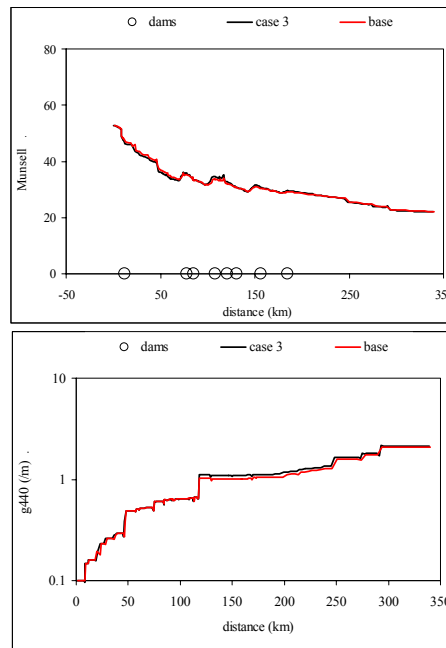 dams case 3 base
80
60
40
20
0
Munsell .
-50 50 150 250 35
distance (km)
dams case 3 base
10
1
0.1
g440 (/m) .
0 50 100 150 200 250 300 350
distance (km)